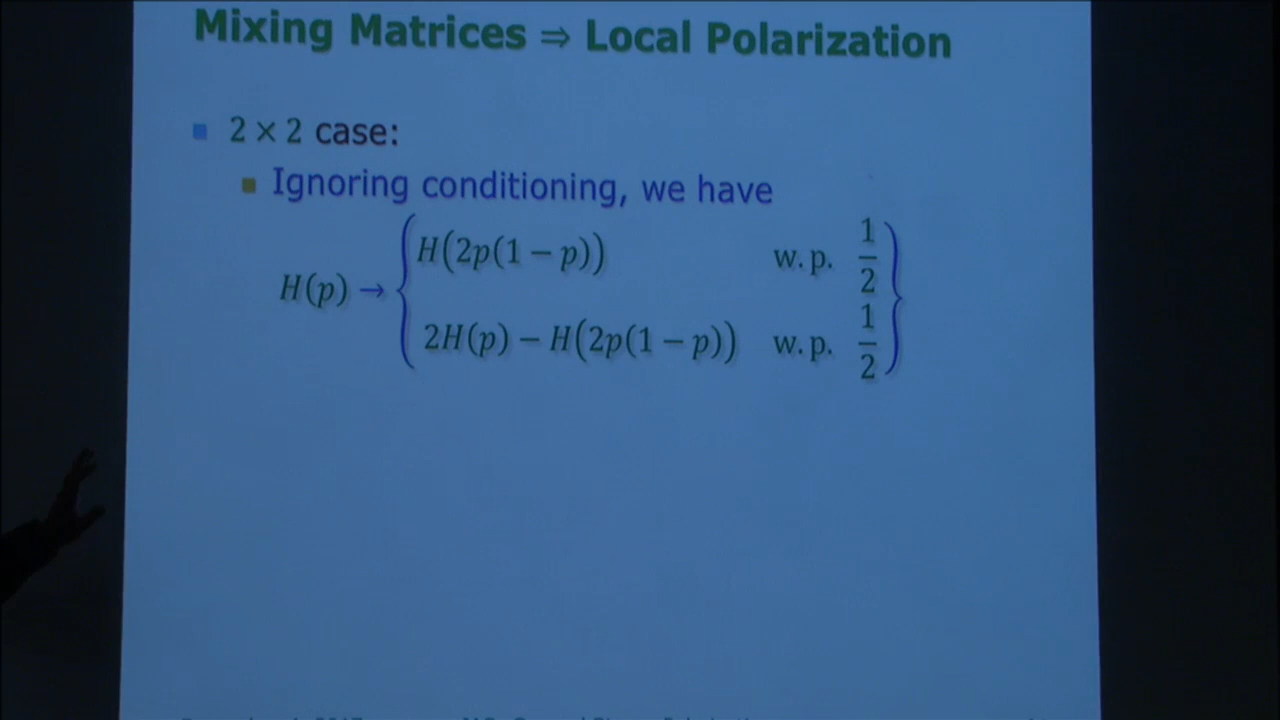 Mixing Matrices ⇒ Local Polarization
2 × 2 case:
Ignoring conditioning, we have
H(2p(1 − p)) w.p. 1/2
H(p) →
2H(p) − H(2p(1 − p)) w.p. 1/2